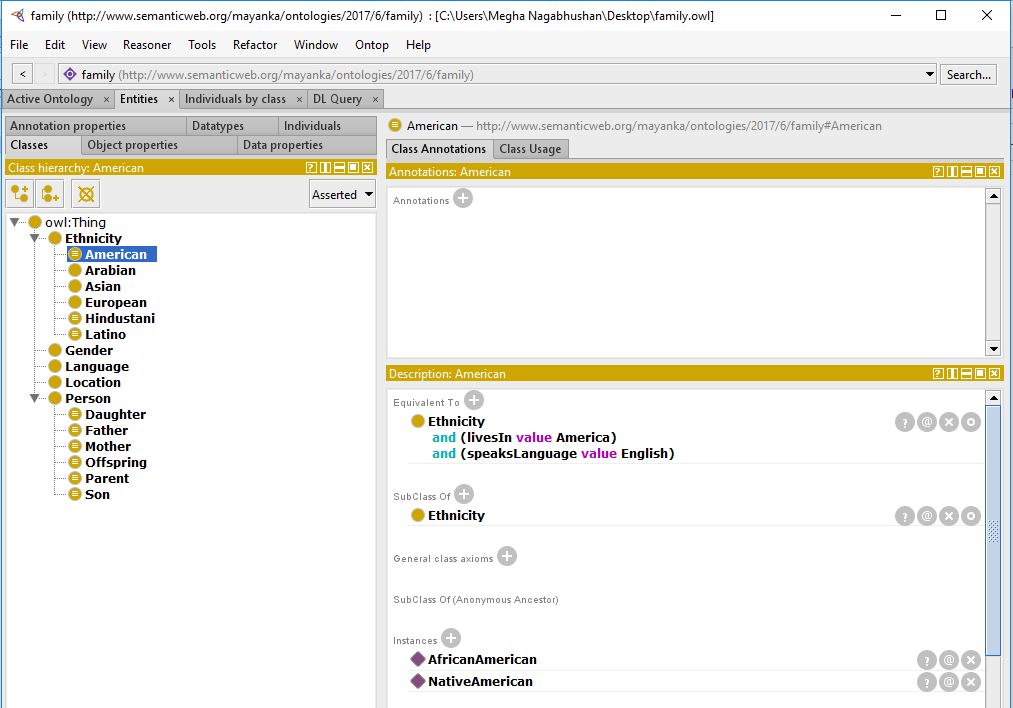 family (http://www.semanticweb.org/mayanka/ontologies/2017/6/family) : [C:\Users\Megha Nagabhushan\Desktop\family.owl]
File Edit View Reasoner Tools Refactor Window Ontop Help
< > family (http://www.semanticweb.org/mayanka/ontologies/2017/6/family) Search...
Active Ontology × Entities × Individuals by class × DL Query ×
Annotation properties Datatypes Individuals
Classes Object properties Data properties
Class hierarchy: American
Asserted
owl:Thing
Ethnicity
American
Arabian
Asian
European
Hindustani
Latino
Gender
Language
Location
Person
Daughter
Father
Mother
Offspring
Parent
Son
American — http://www.semanticweb.org/mayanka/ontologies/2017/6/family#American
Class Annotations Class Usage
Annotations: American
Annotations
Description: American
Equivalent To
Ethnicity
and (livesIn value America)
and (speaksLanguage value English)
SubClass Of
Ethnicity
General class axioms
SubClass Of (Anonymous Ancestor)
Instances
AfricanAmerican
NativeAmerican